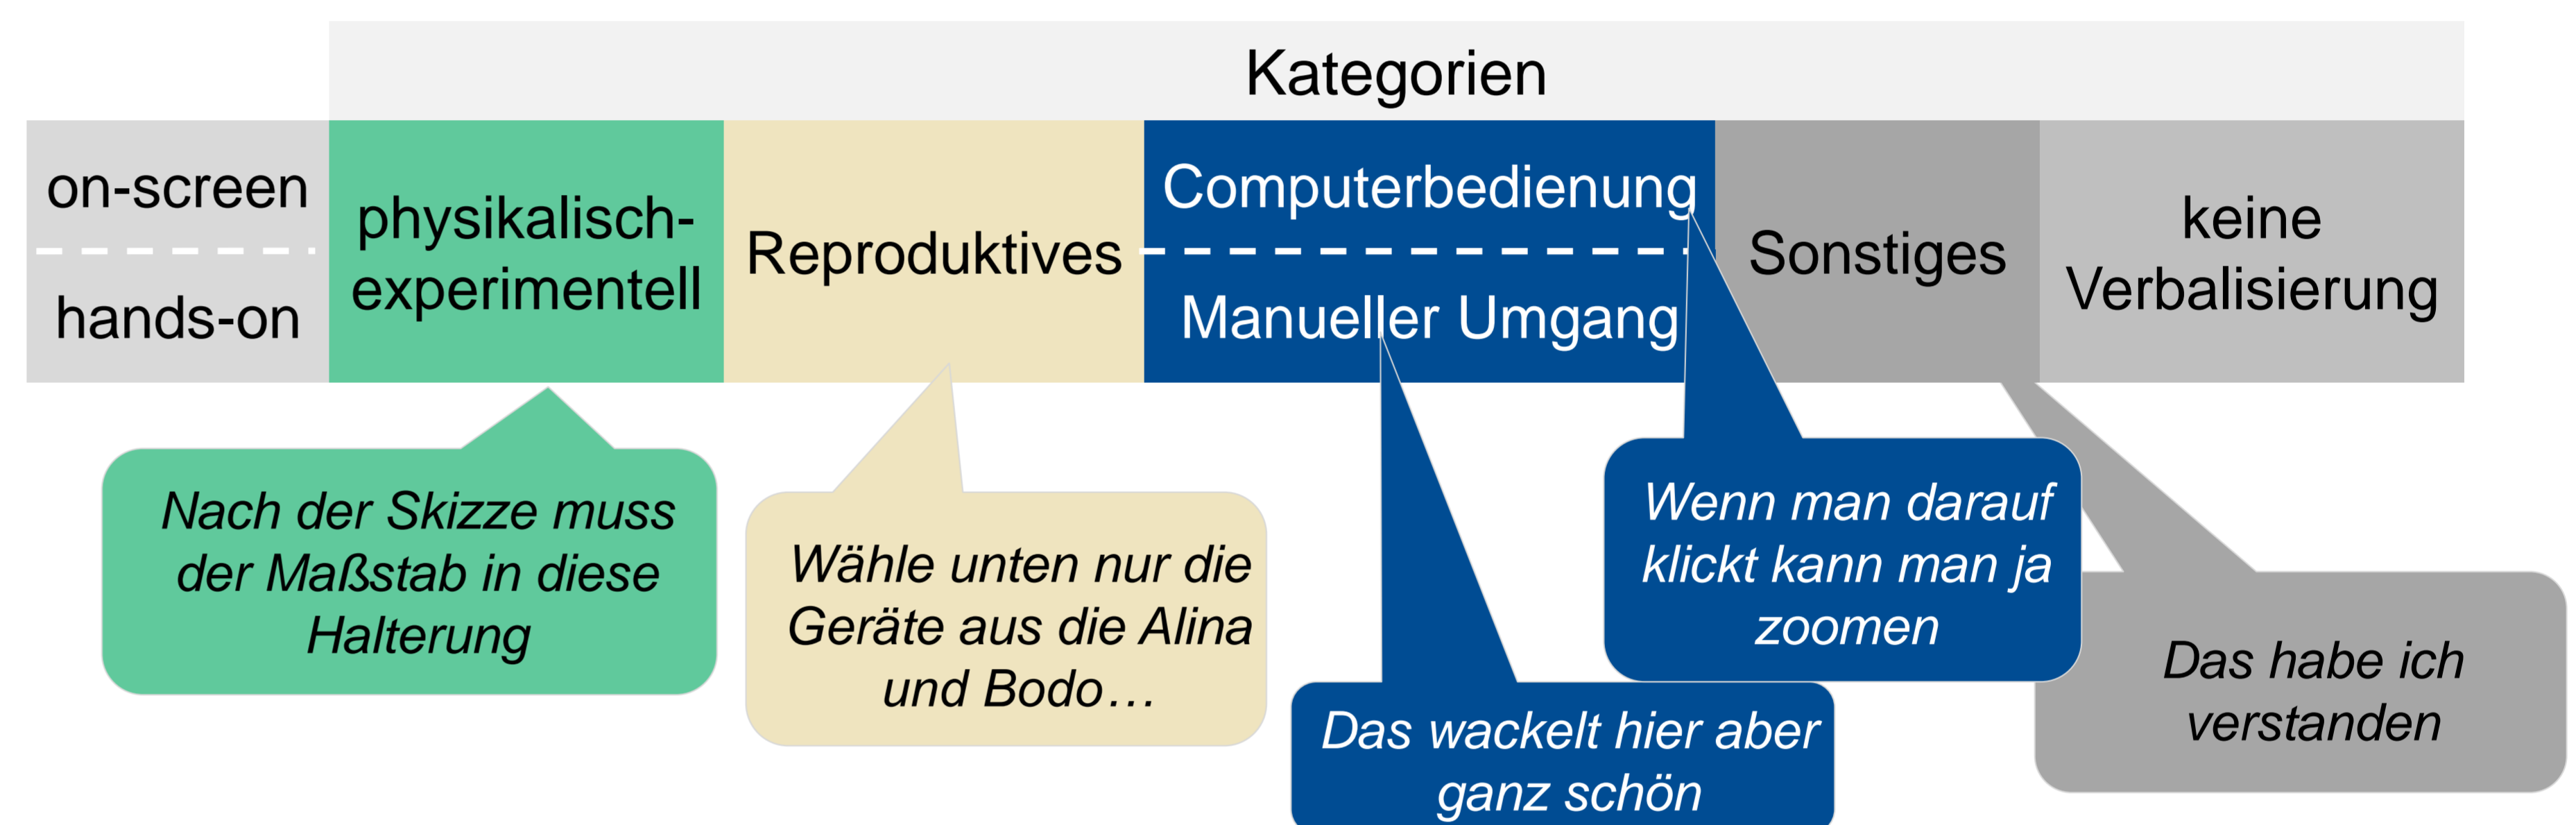 Kategorien
on-screen
hands-on
physikalisch-
experimentell
Reproduktives
Computerbedienung
Manueller Umgang
Sonstiges
keine
Verbalisierung
Nach der Skizze muss
der Maßstab in diese
Halterung
Wähle unten nur die
Geräte aus die Alina
und Bodo…
Das wackelt hier aber
ganz schön
Wenn man darauf
klickt kann man ja
zoomen
Das habe ich
verstanden